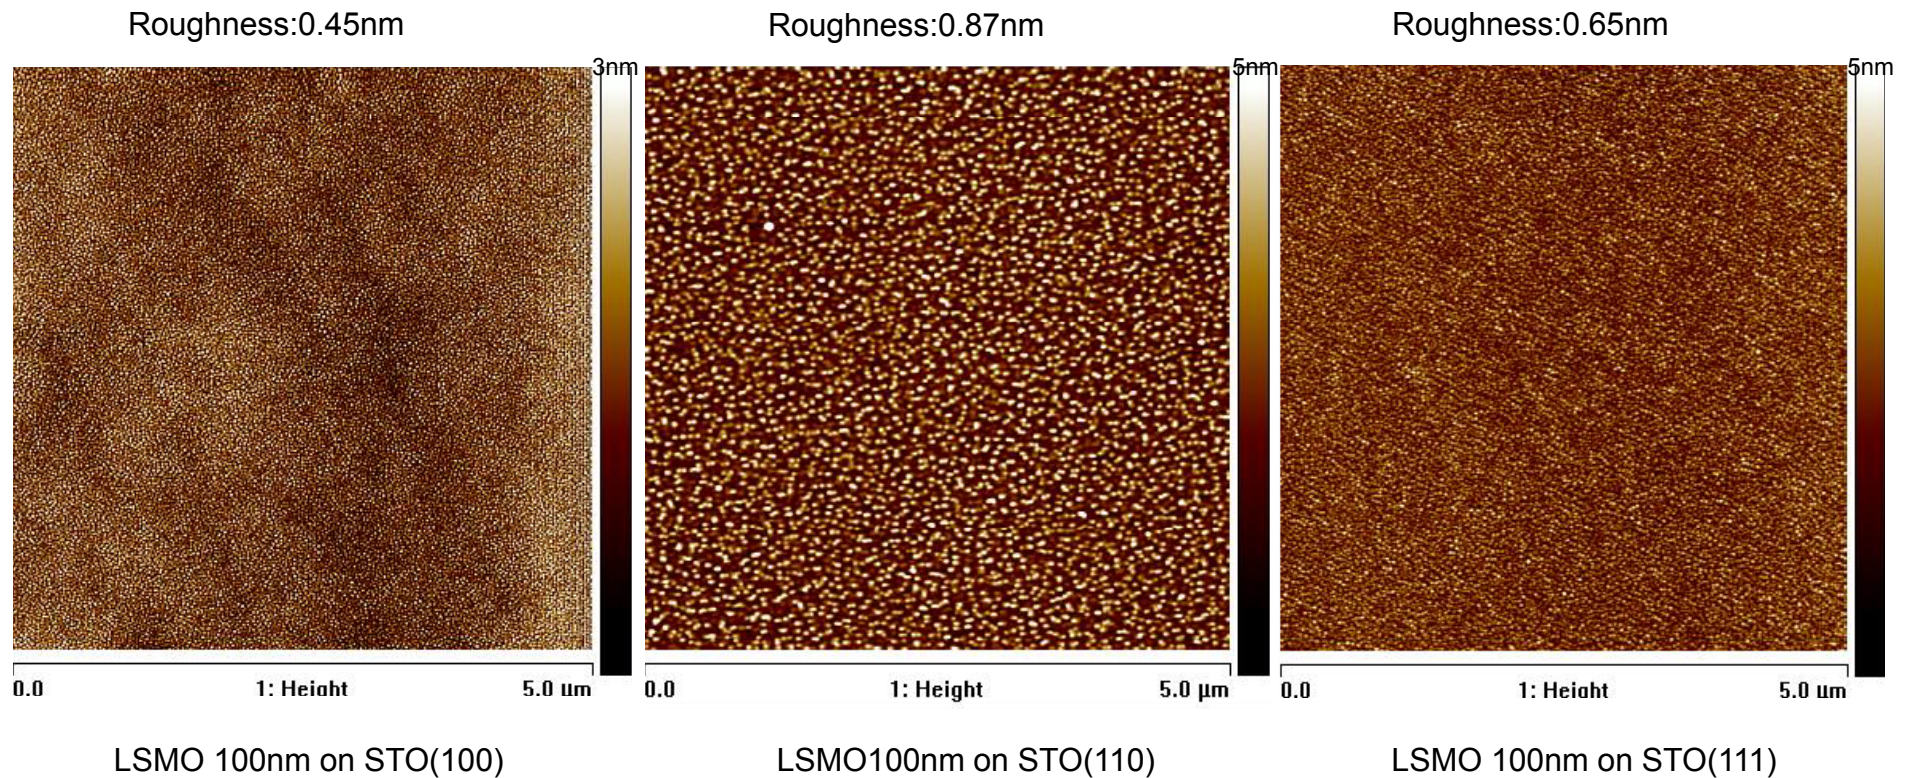 Roughness:0.45nm
Roughness:0.87nm
Roughness:0.65nm
3nm
5nm
5nm
0.0 1: Height 5.0 um
0.0 1: Height 5.0 µm
0.0 1: Height 5.0 µm
LSMO 100nm on STO(100)
LSMO100nm on STO(110)
LSMO 100nm on STO(111)